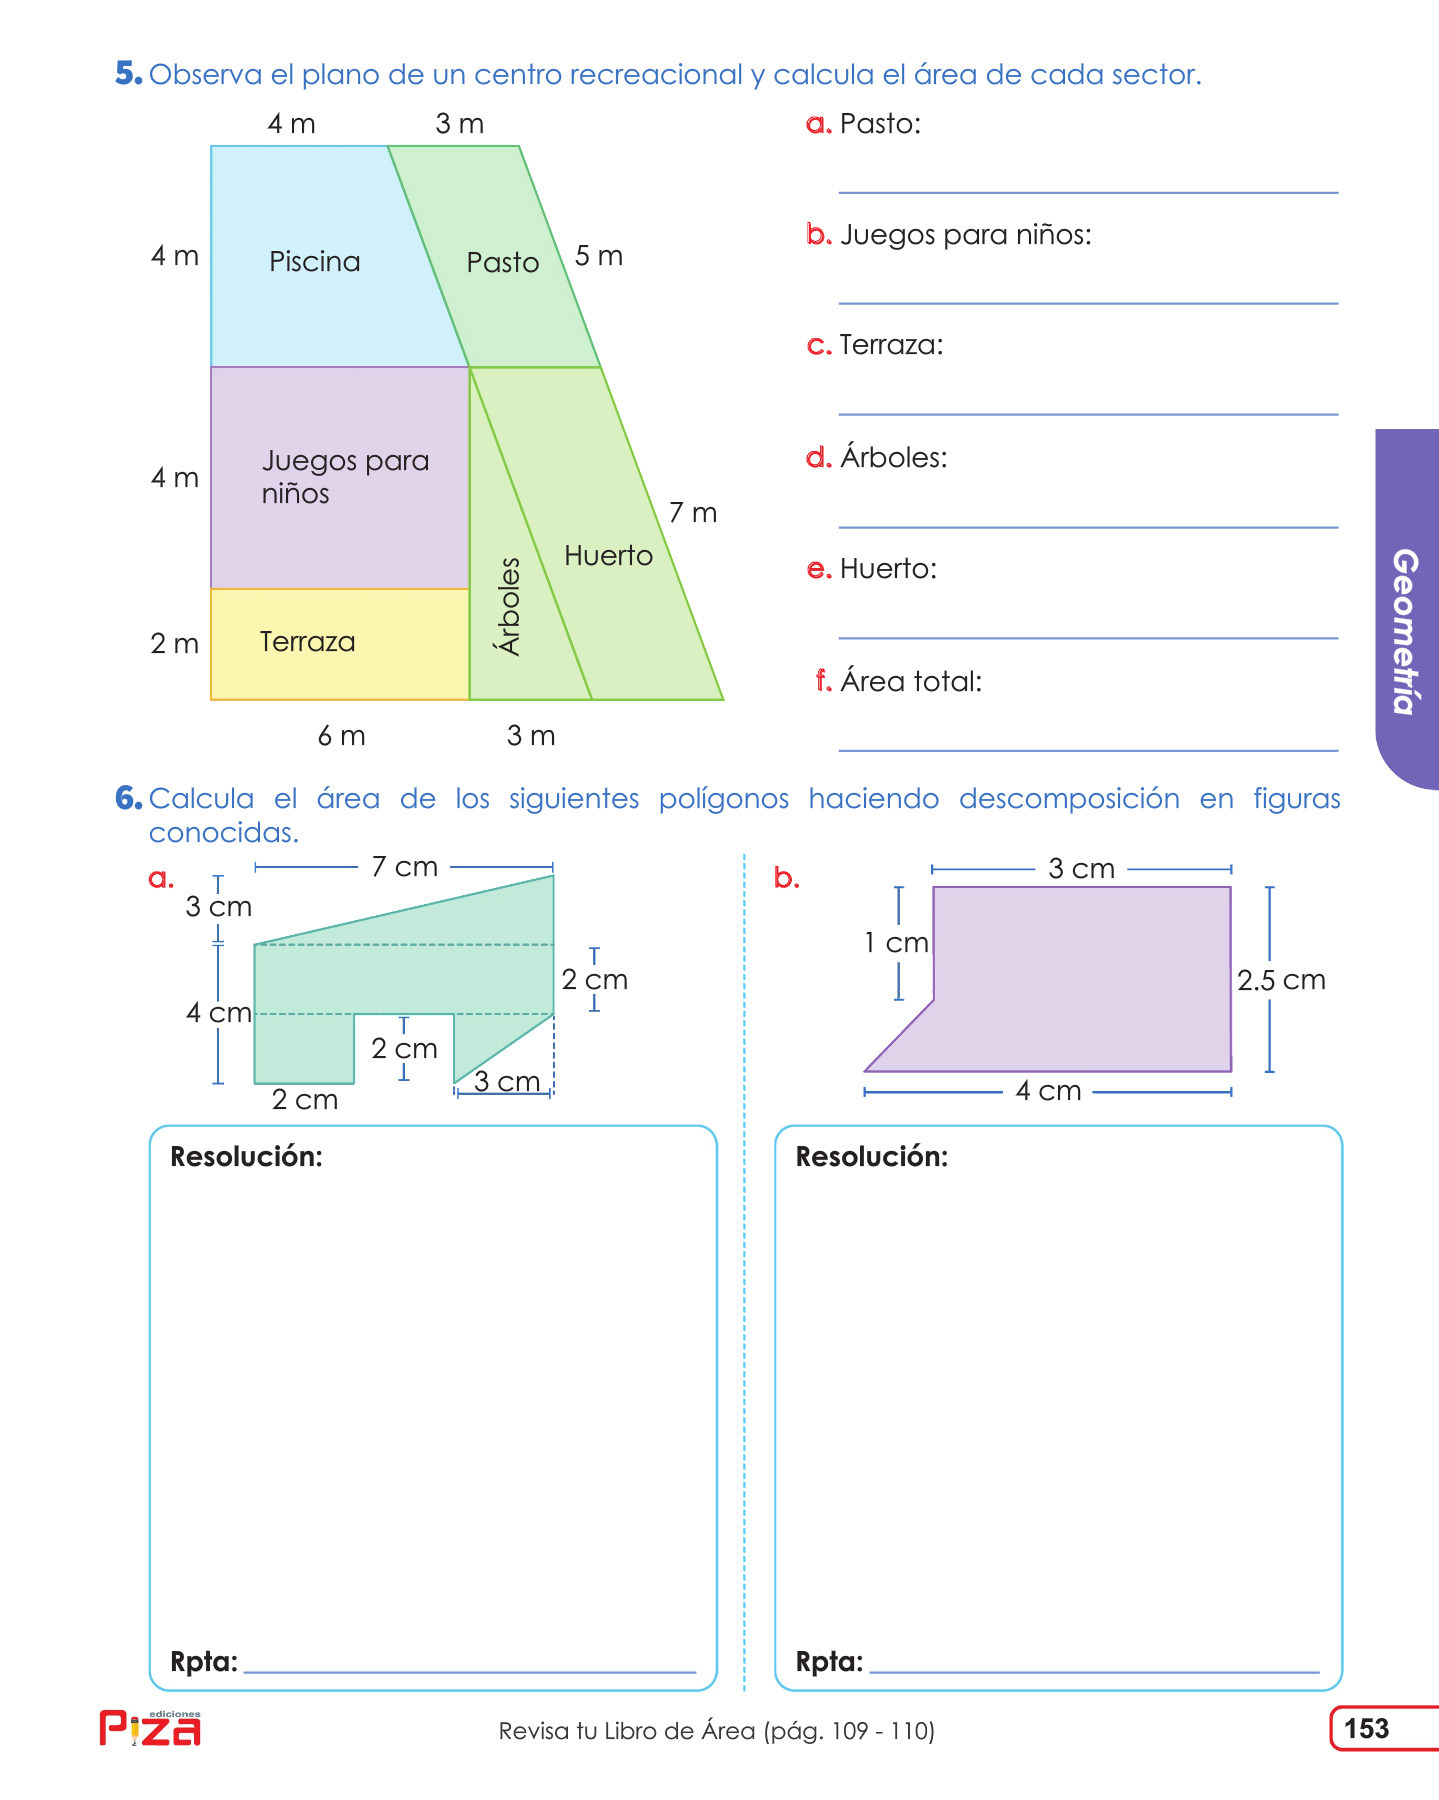 5. Observa el plano de un centro recreacional y calcula el área de cada sector.
4 m
3 m
4 m
Piscina
Pasto
5 m
4 m
Juegos para
niños
7 m
Huerto
Árboles
2 m
Terraza
6 m
3 m
a. Pasto:
b. Juegos para niños:
c. Terraza:
d. Árboles:
e. Huerto:
f. Área total:
Geometría
6. Calcula el área de los siguientes polígonos haciendo descomposición en figuras
conocidas.
a.
7 cm
3 cm
4 cm
2 cm
2 cm
3 cm
2 cm
Resolución:
Rpta:
b.
3 cm
1 cm
2.5 cm
4 cm
Resolución:
Rpta:
ediciones
Piza
Revisa tu Libro de Área (pág. 109 - 110)
153